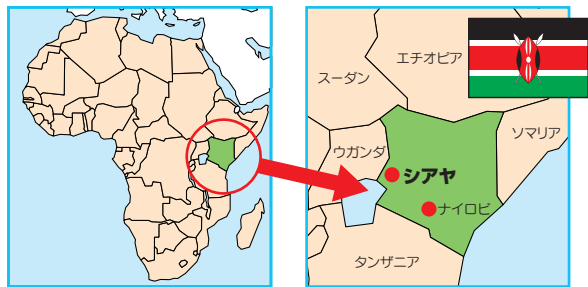 エチオピア
スーダン
ソマリア
ウガンダ
シアヤ
ナイロビ
タンザニア